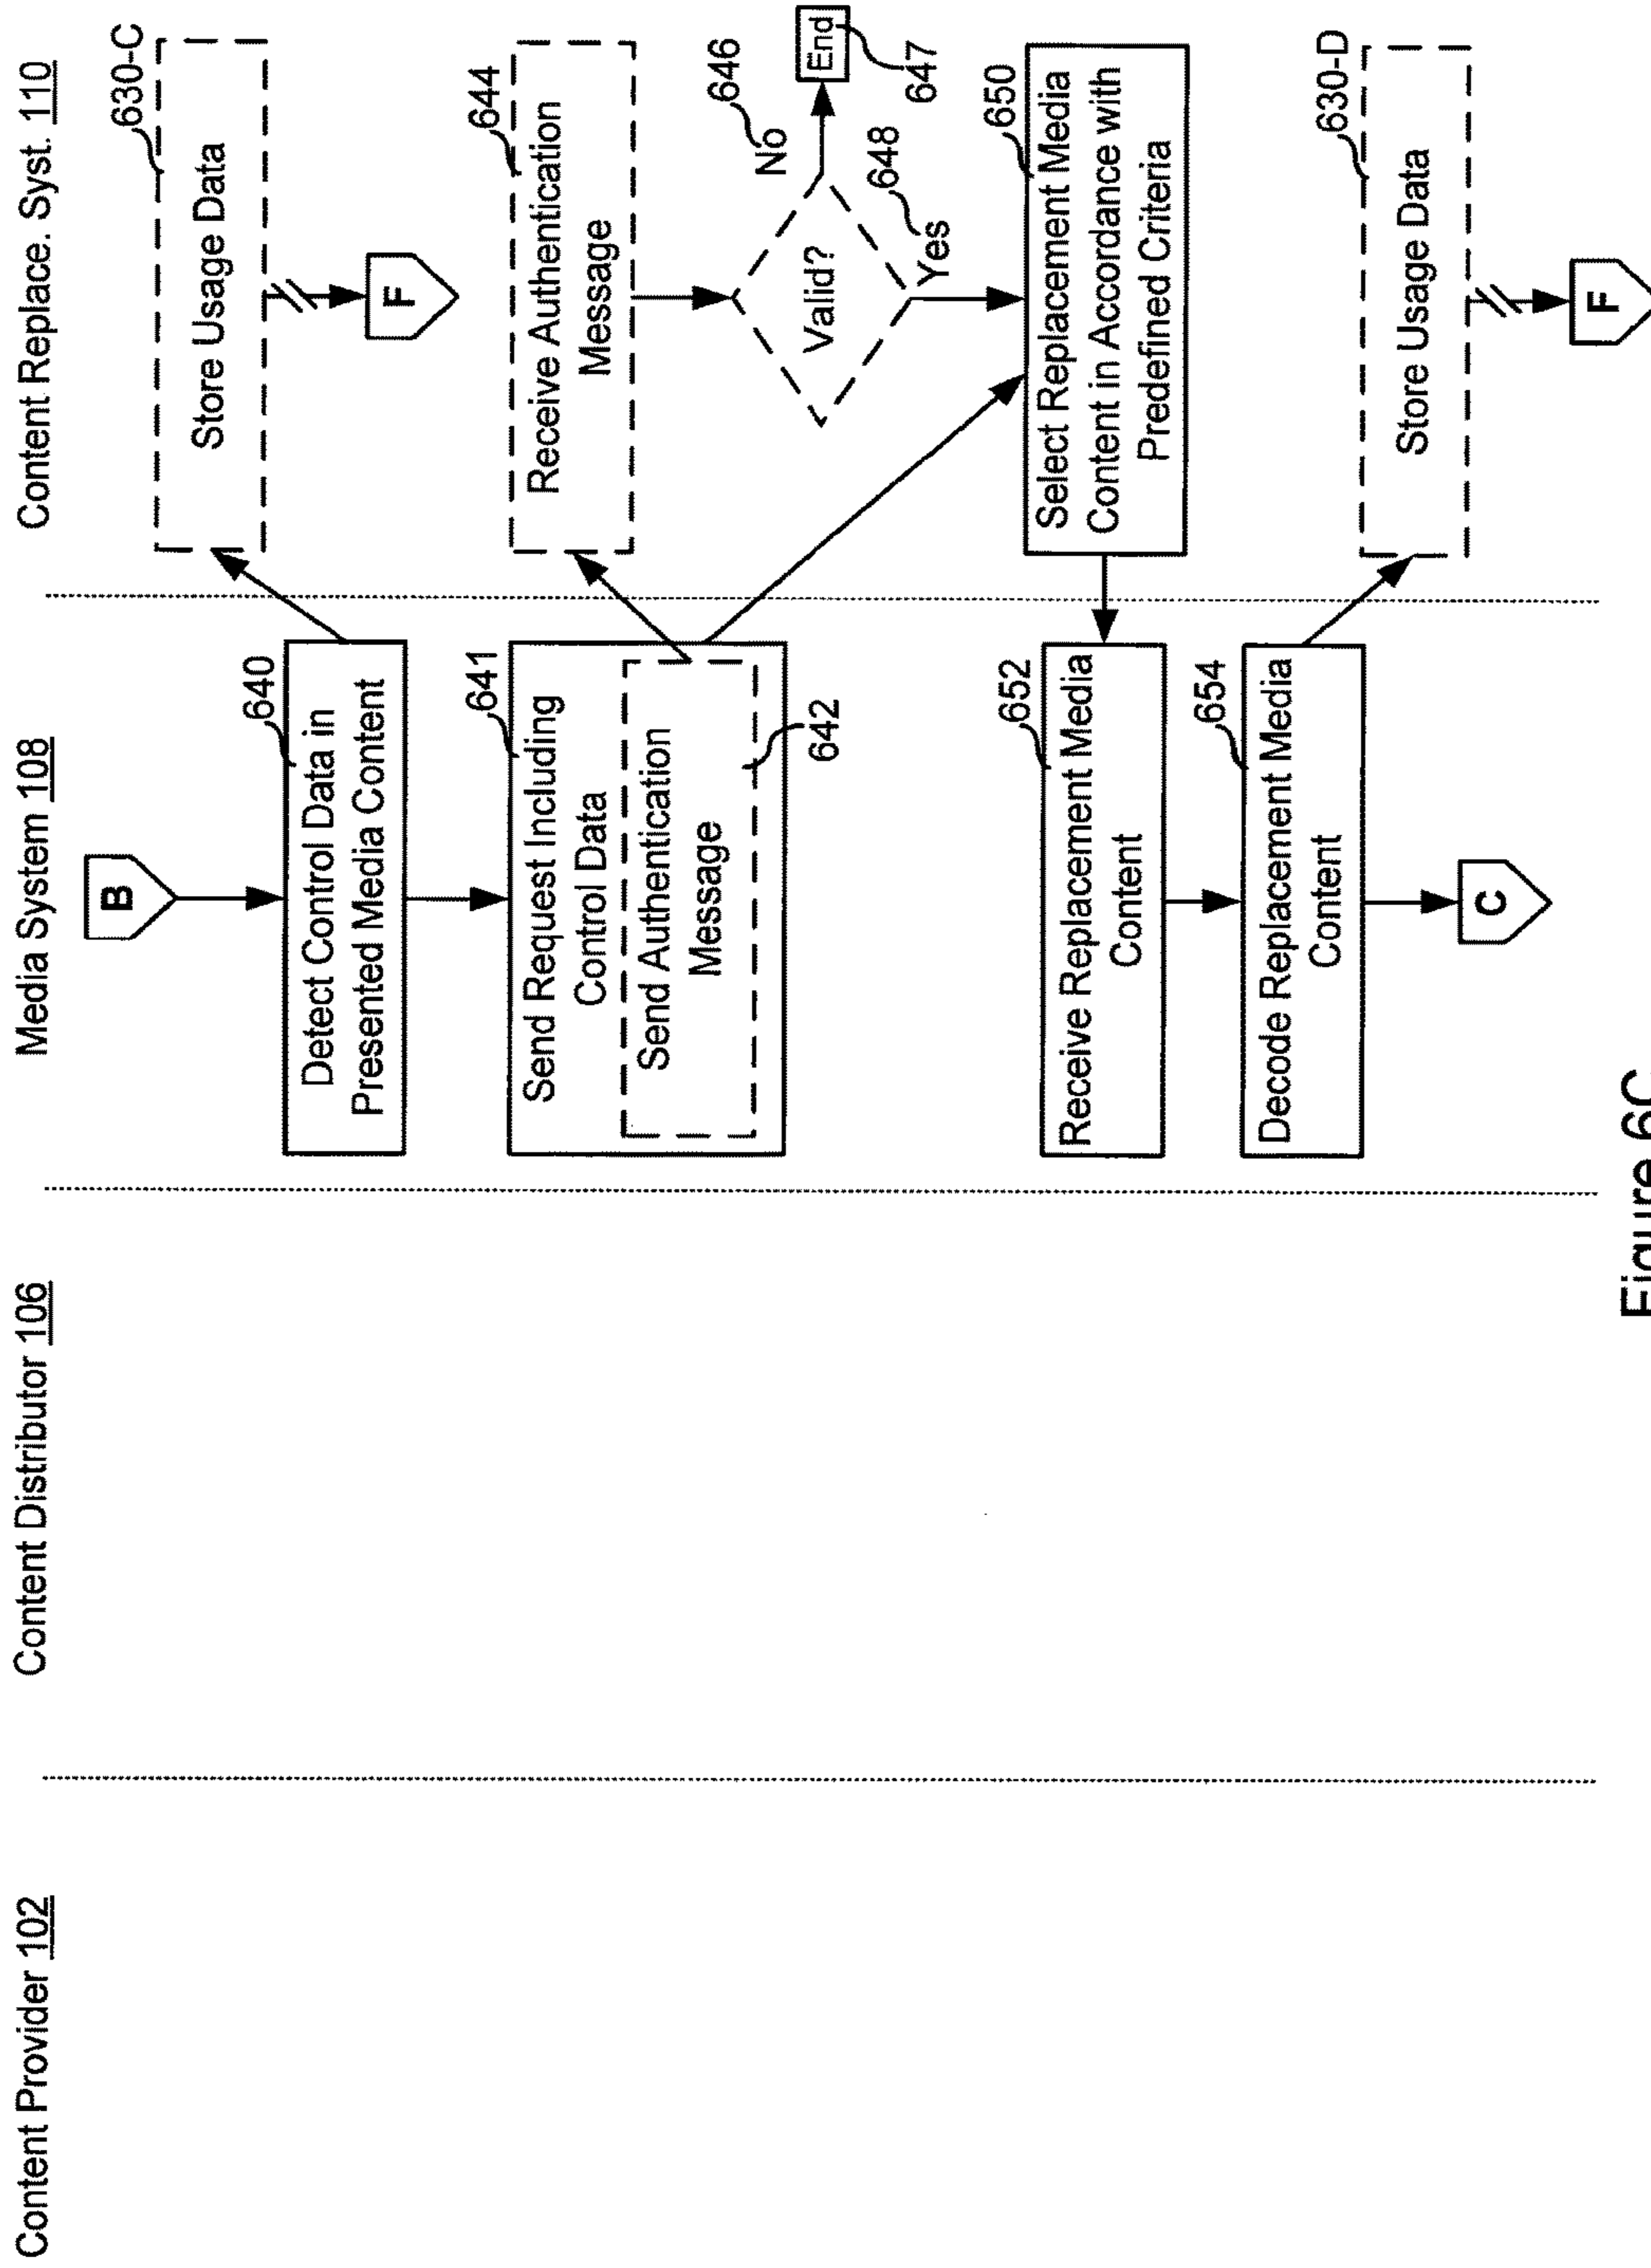 Content Provider 102
Content Distributor 106
Media System 108
Content Replace. Syst. 110
B
640
Detect Control Data in
Presented Media Content
630-C
Store Usage Data
F
641
Send Request Including
Control Data
Send Authentication
Message
642
644
Receive Authentication
Message
Valid?
No
646
End
647
Yes
648
650
Select Replacement Media
Content in Accordance with
Predefined Criteria
652
Receive Replacement Media
Content
654
Decode Replacement Media
Content
C
630-D
Store Usage Data
F
Figure 6C